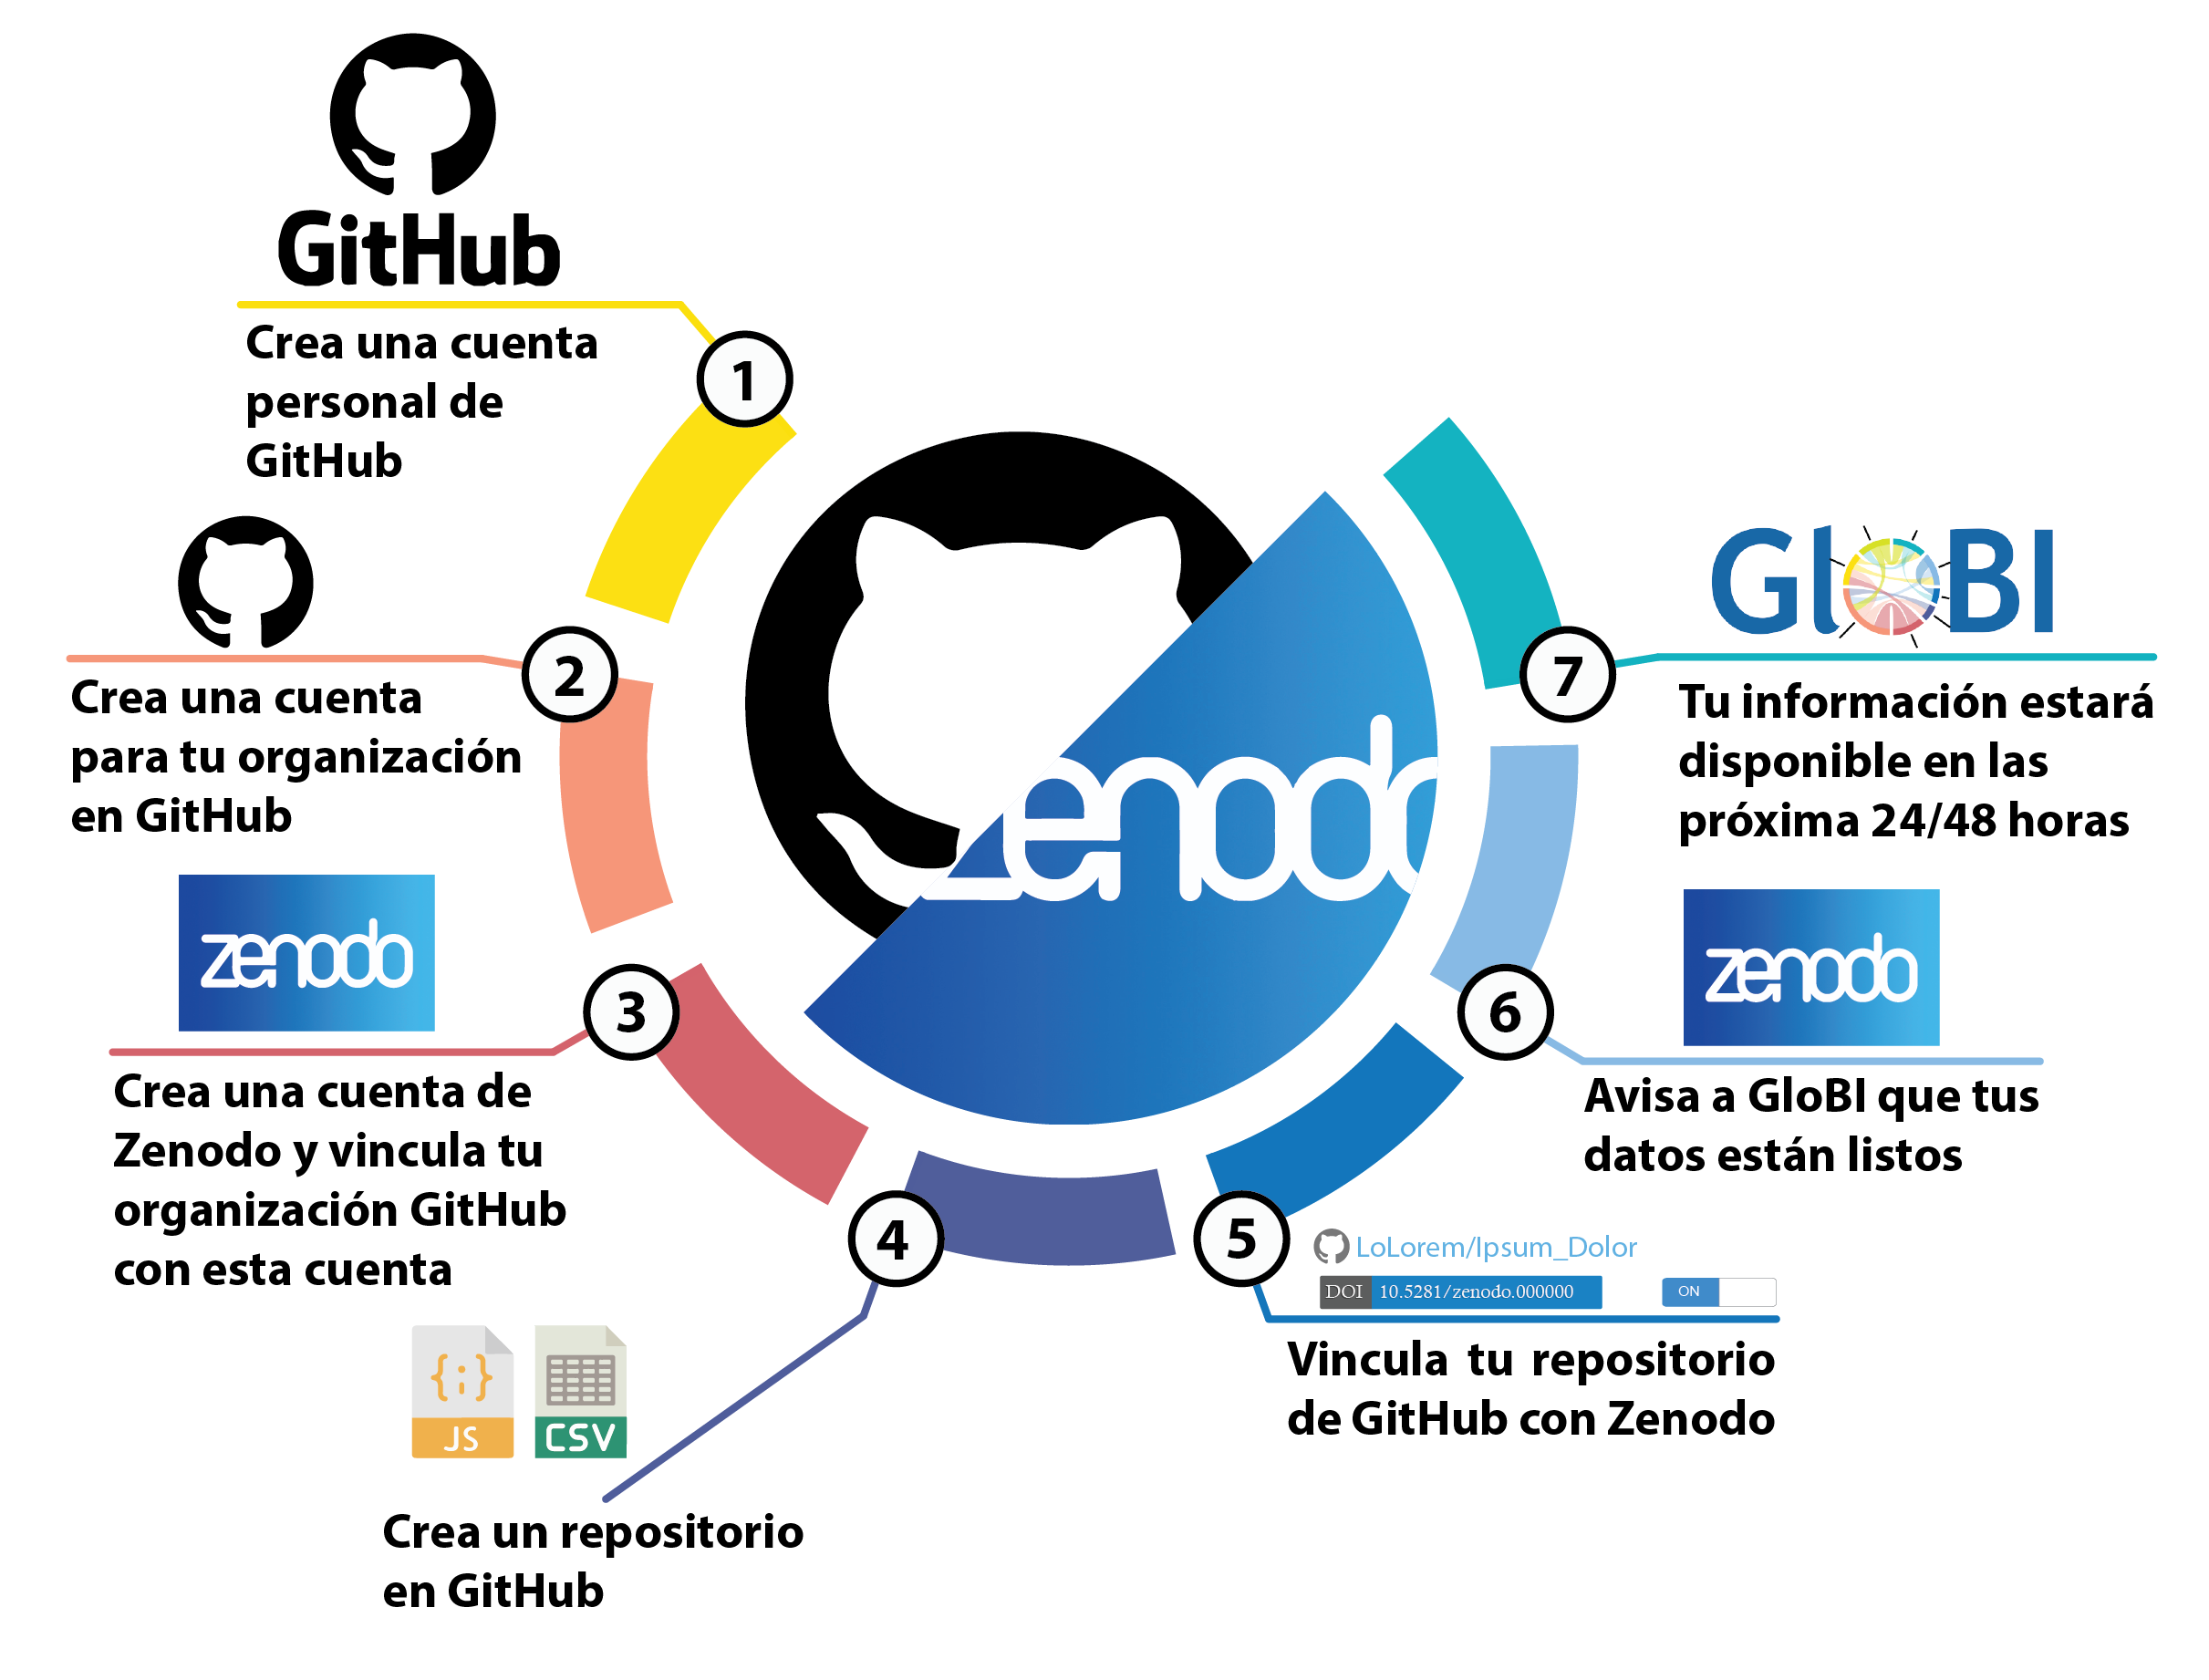 GitHub
1
Crea una cuenta
personal de
GitHub
2
Crea una cuenta
para tu organización
en GitHub
zenodo
3
Crea una cuenta de
Zenodo y vincula tu
organización GitHub
con esta cuenta
4
JS
CSV
Crea un repositorio
en GitHub
zenodo
5
LoLorem/Ipsum_Dolor
DOI 10.5281/zenodo.000000
ON
Vincula tu repositorio
de GitHub con Zenodo
zenodo
6
Avisa a GloBI que tus
datos están listos
GloBI
7
Tu información estará
disponible en las
próxima 24/48 horas